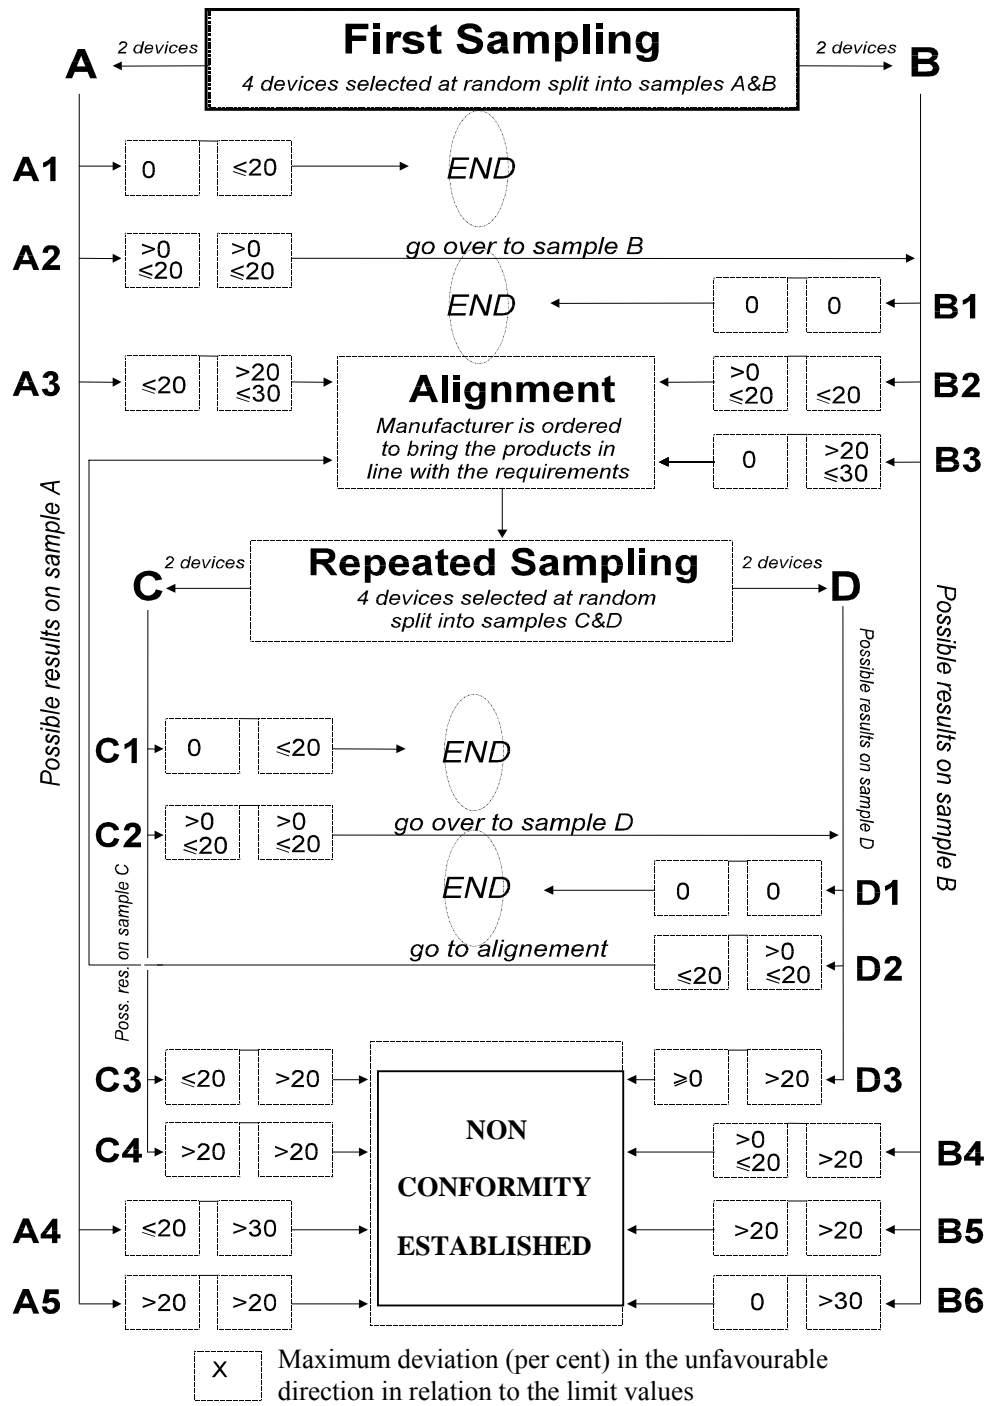 First Sampling
4 devices selected at random split into samples A&B
A
2 devices
2 devices
B
A1
0
⩽20
END
A2
>0
⩽20
>0
⩽20
go over to sample B
END
0
0
B1
A3
⩽20
>20
⩽30
Alignment
Manufacturer is ordered
to bring the products in
line with the requirements
>0
⩽20
⩽20
B2
0
>20
⩽30
B3
Possible results on sample A
Repeated Sampling
4 devices selected at random
split into samples C&D
C
2 devices
2 devices
D
Possible results on sample D
Possible results on sample B
C1
0
⩽20
END
C2
>0
⩽20
>0
⩽20
go over to sample D
Poss. res. on sample C
END
0
0
D1
go to alignement
⩽20
>0
⩽20
D2
C3
⩽20
>20
⩾0
>20
D3
NON
CONFORMITY
ESTABLISHED
C4
>20
>20
>0
⩽20
>20
B4
A4
⩽20
>30
>20
>20
B5
A5
>20
>20
0
>30
B6
X
Maximum deviation (per cent) in the unfavourable
direction in relation to the limit values